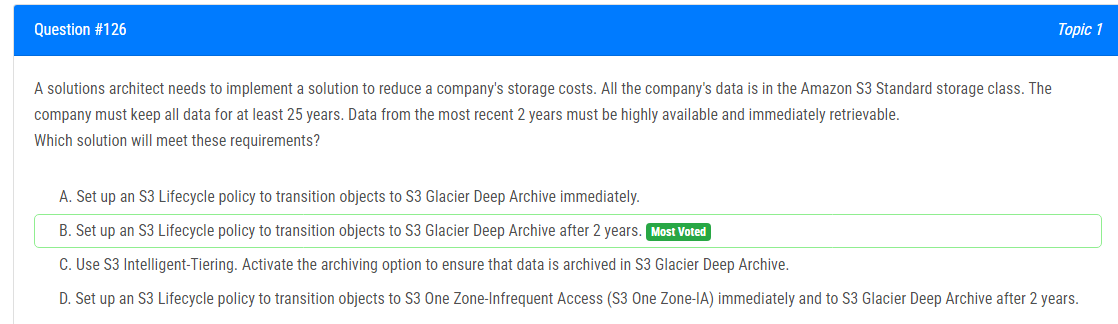 Question #126
Topic 1
A solutions architect needs to implement a solution to reduce a company's storage costs. All the company's data is in the Amazon S3 Standard storage class. The
company must keep all data for at least 25 years. Data from the most recent 2 years must be highly available and immediately retrievable.
Which solution will meet these requirements?
A. Set up an S3 Lifecycle policy to transition objects to S3 Glacier Deep Archive immediately.
B. Set up an S3 Lifecycle policy to transition objects to S3 Glacier Deep Archive after 2 years. Most Voted
C. Use S3 Intelligent-Tiering. Activate the archiving option to ensure that data is archived in S3 Glacier Deep Archive.
D. Set up an S3 Lifecycle policy to transition objects to S3 One Zone-Infrequent Access (S3 One Zone-IA) immediately and to S3 Glacier Deep Archive after 2 years.